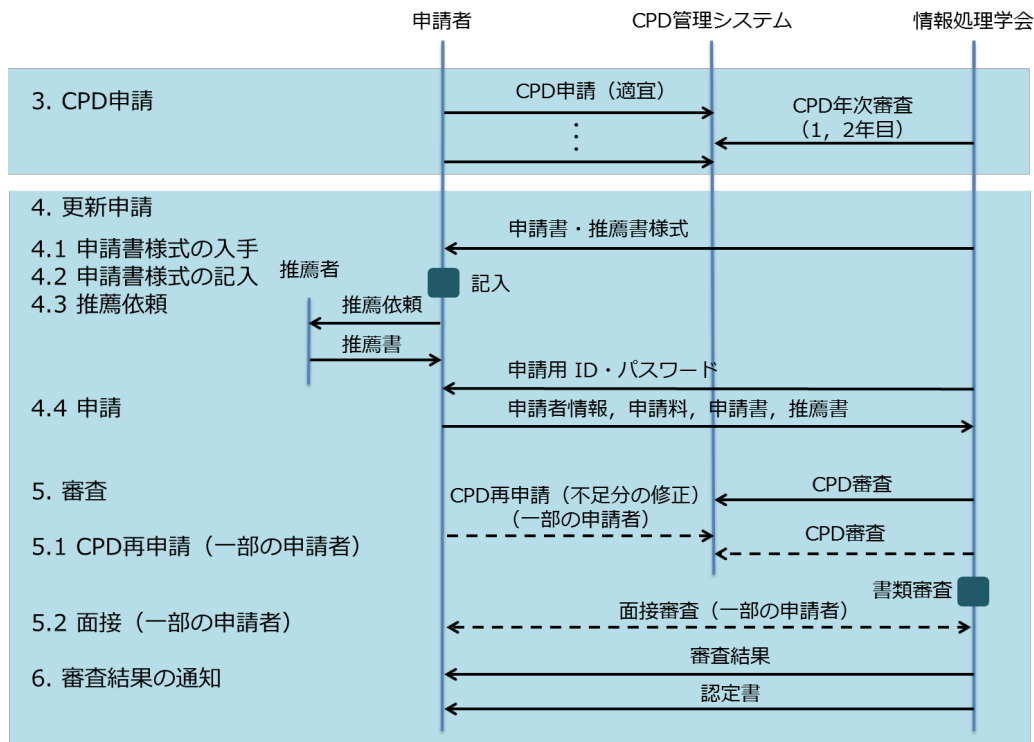 申請者
CPD管理システム
情報処理学会
3. CPD申請
CPD申請（適宜）
CPD年次審査
（1，2年目）
4. 更新申請
4.1 申請書様式の入手
申請書・推薦書様式
4.2 申請書様式の記入
推薦者
記入
4.3 推薦依頼
推薦依頼
推薦書
申請用 ID・パスワード
4.4 申請
申請者情報，申請料，申請書，推薦書
5. 審査
CPD審査
CPD再申請（不足分の修正）
（一部の申請者）
5.1 CPD再申請（一部の申請者）
CPD審査
書類審査
5.2 面接（一部の申請者）
面接審査（一部の申請者）
6. 審査結果の通知
審査結果
認定書